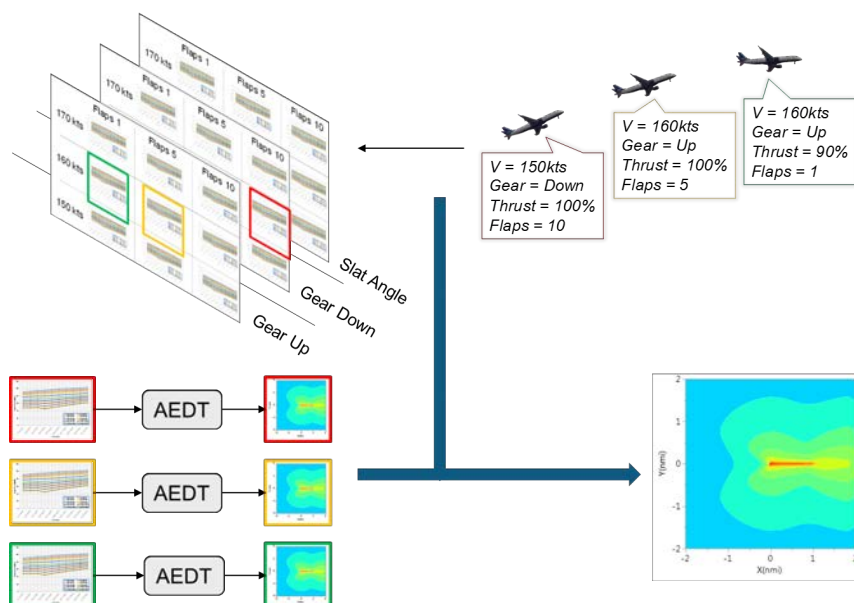 Flaps 1
170 kts
Flaps 5
Flaps 10
Flaps 1
170 kts
Flaps 5
Flaps 10
Flaps 1
170 kts
Flaps 5
160 kts
Flaps 10
150 kts
Slat Angle
Gear Down
Gear Up
V = 150kts
Gear = Down
Thrust = 100%
Flaps = 10
V = 160kts
Gear = Up
Thrust = 100%
Flaps = 5
V = 160kts
Gear = Up
Thrust = 90%
Flaps = 1
AEDT
AEDT
AEDT
2
1
0
-1
-2
Y(nmi)
-2
-1
0
1
2
X(nmi)